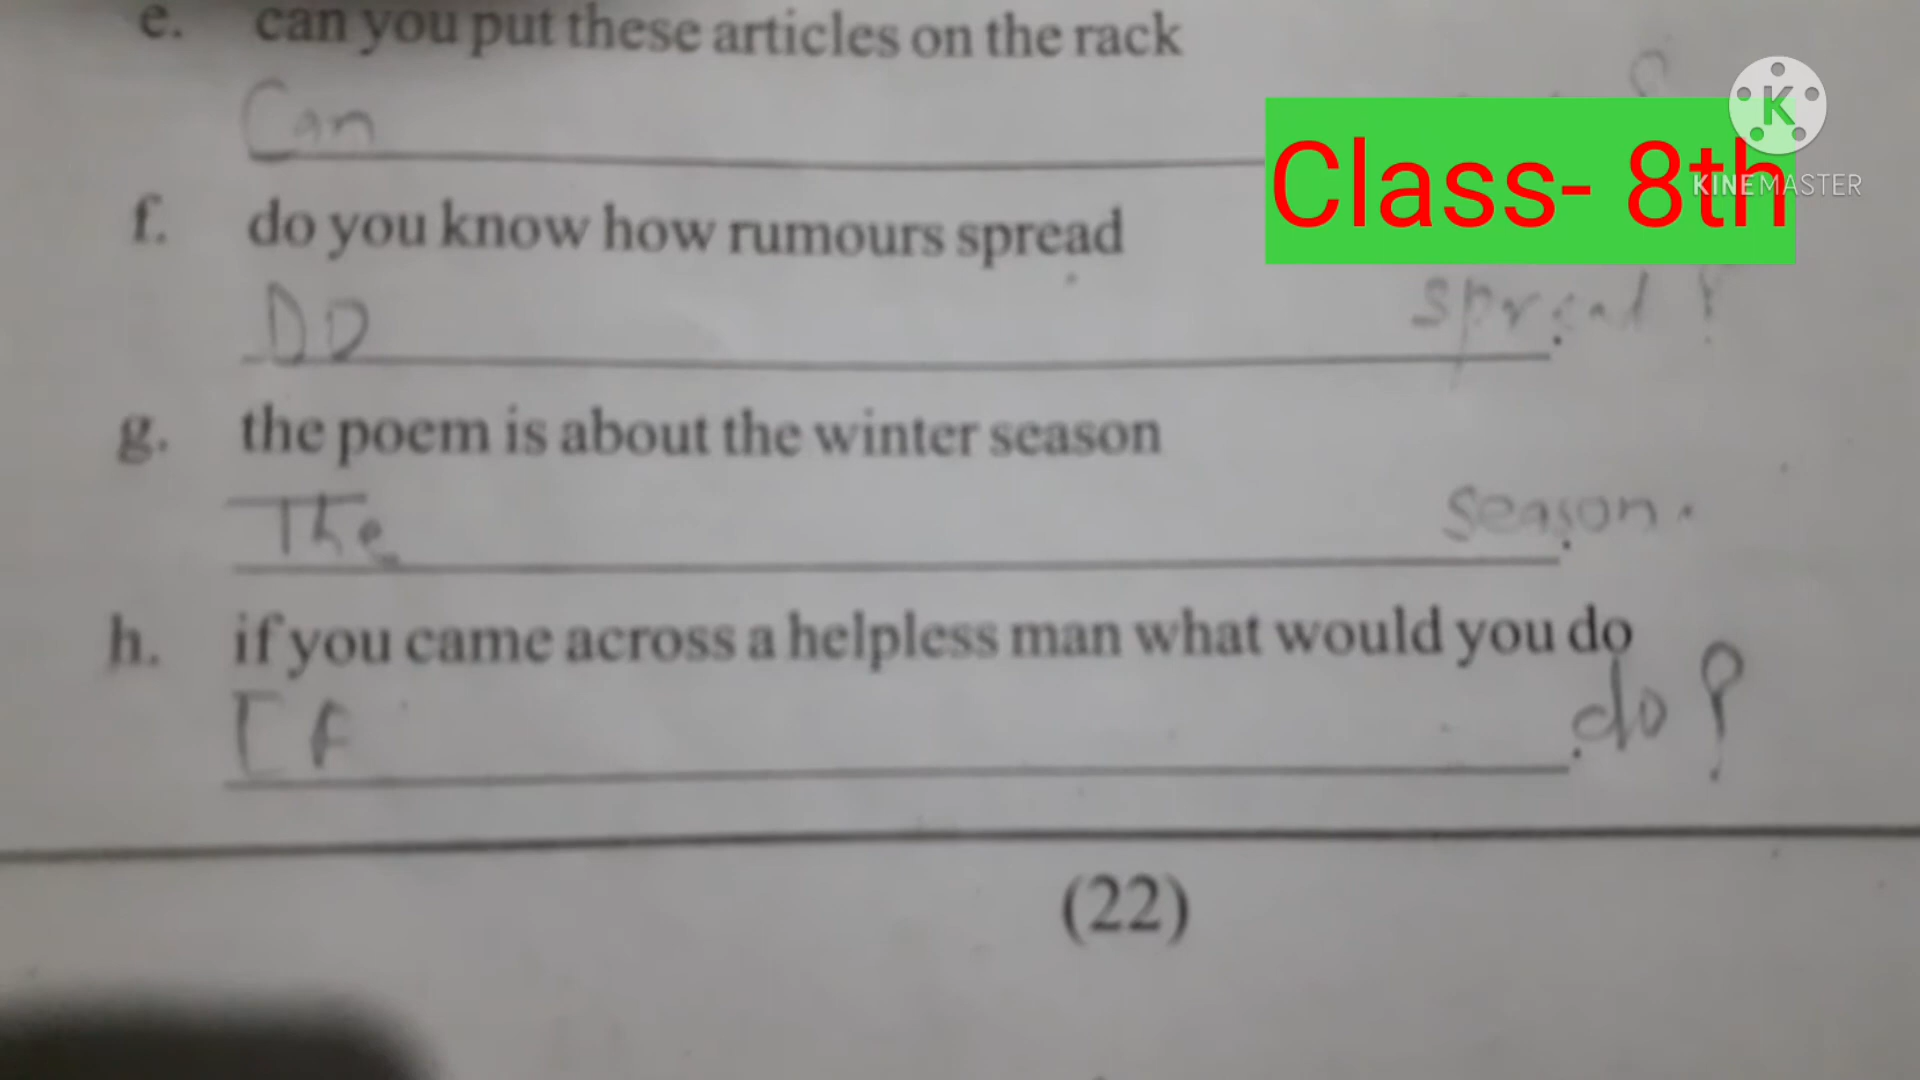 e. can you put these articles on the rack
Can
Class- 8th
KINEMASTER
f. do you know how rumours spread
DO spread ?
g. the poem is about the winter season
The season.
h. if you came across a helpless man what would you do
If do ?
(22)